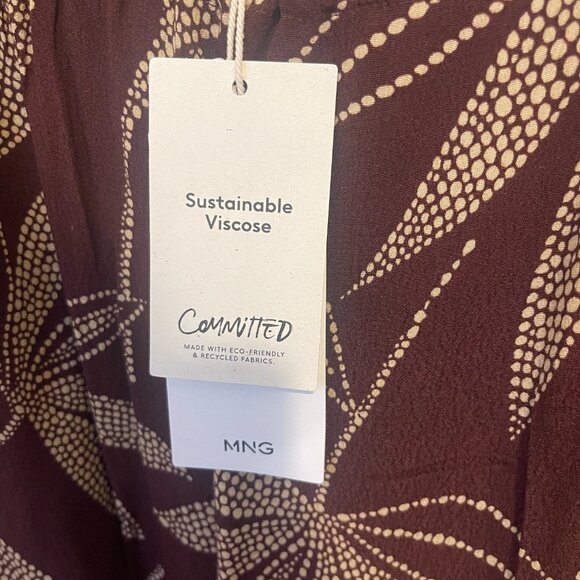 Sustainable
Viscose
COMMITTED
MADE WITH ECO-FRIENDLY
& RECYCLED FABRICS.
MNG